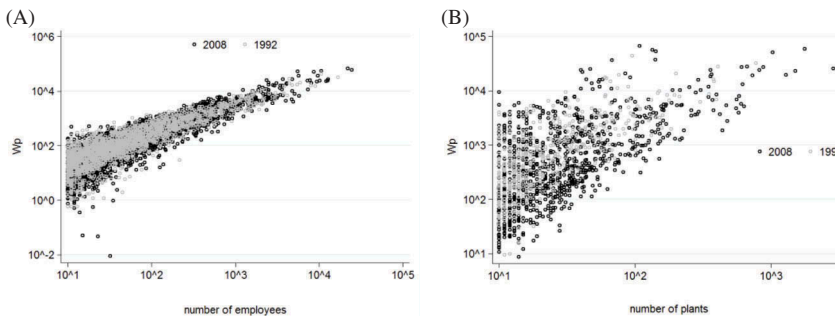 (A)
10^6
10^4
10^2
10^0
10^-2
Wp
2008 1992
10^1 10^2 10^3 10^4 10^5
number of employees
(B)
10^5
10^4
10^3
10^2
10^1
Wp
2008 199
10^1 10^2 10^3
number of plants